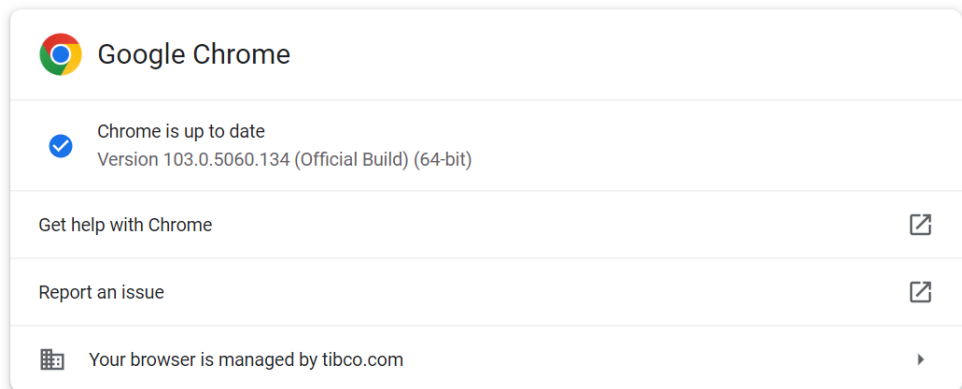 Google Chrome
Chrome is up to date
Version 103.0.5060.134 (Official Build) (64-bit)
Get help with Chrome
Report an issue
Your browser is managed by tibco.com